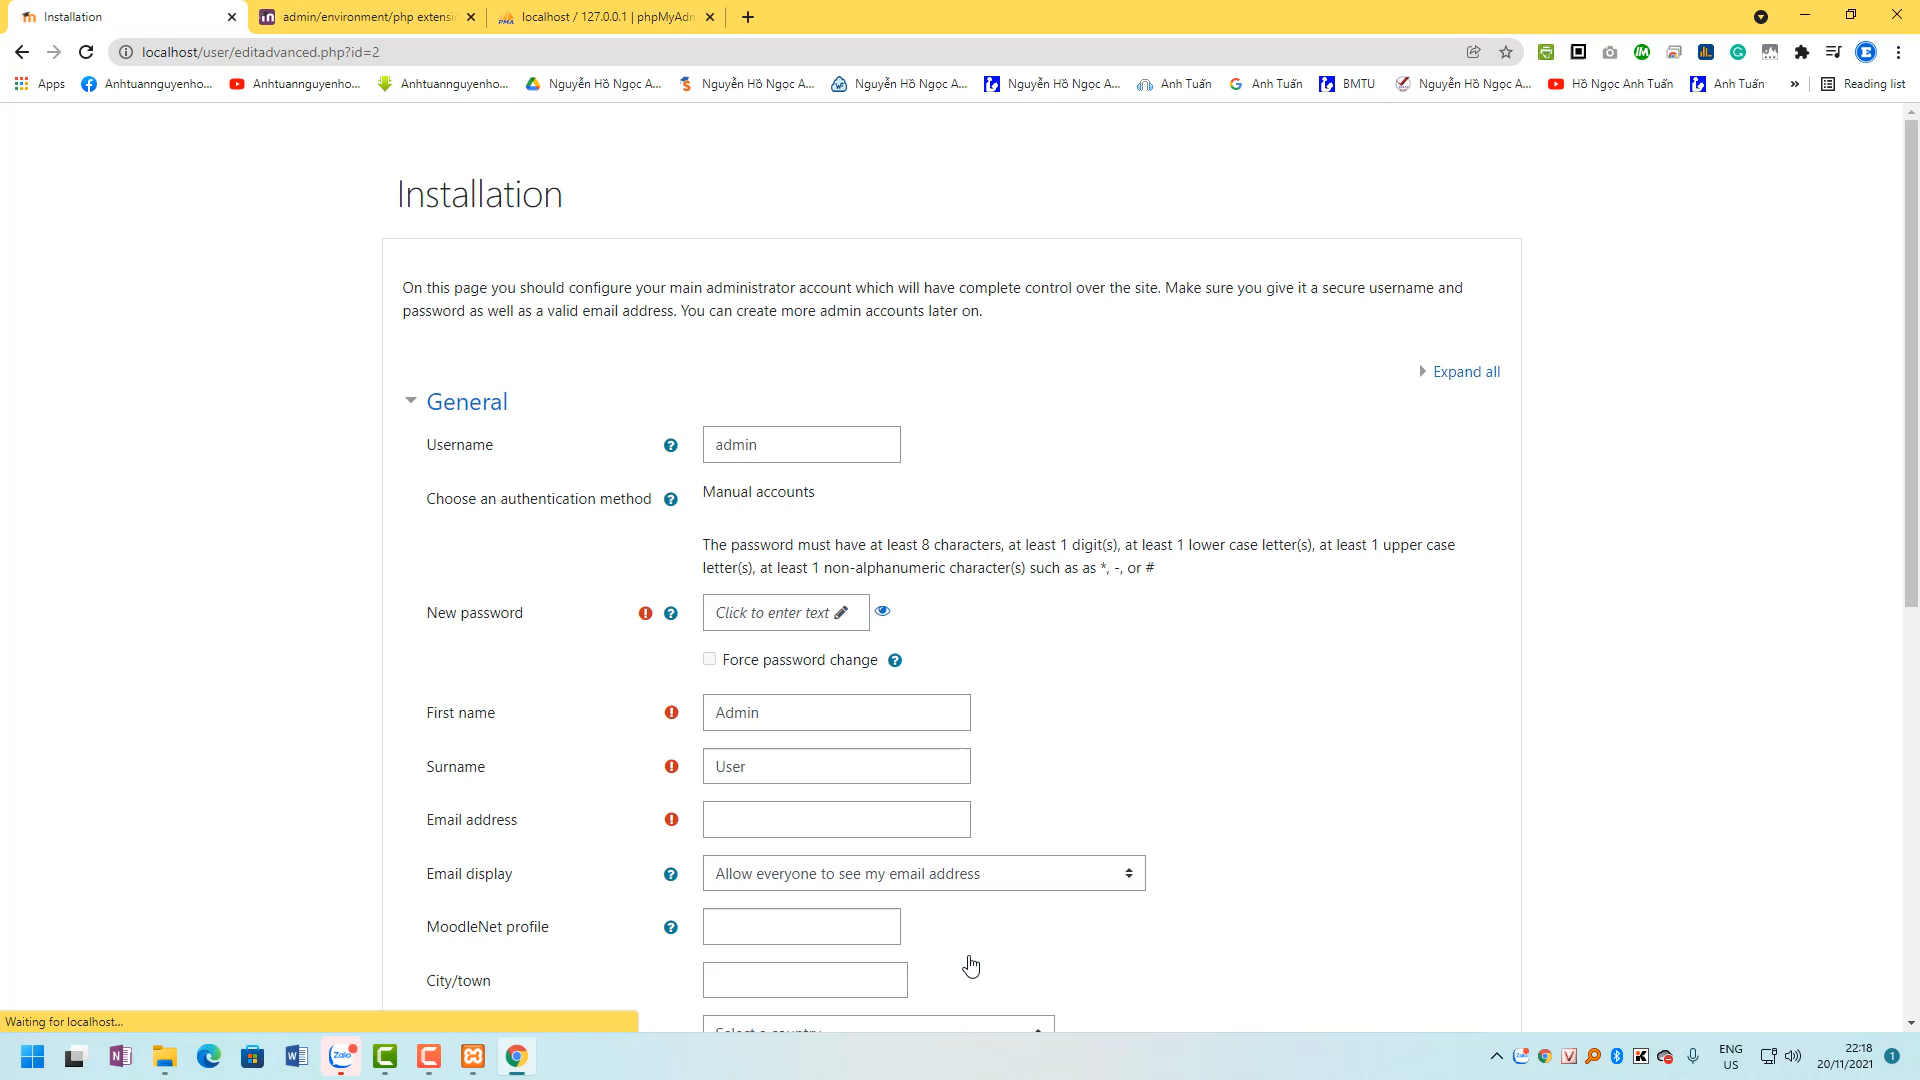 Installation
admin/environment/php extensi
localhost / 127.0.0.1 | phpMyAdm
localhost/user/editadvanced.php?id=2
Apps
Anhtuannguyenho...
Anhtuannguyenho...
Anhtuannguyenho...
Nguyễn Hồ Ngọc A...
Nguyễn Hồ Ngọc A...
Nguyễn Hồ Ngọc A...
Nguyễn Hồ Ngọc A...
Anh Tuấn
Anh Tuấn
BMTU
Nguyễn Hồ Ngọc A...
Hồ Ngọc Anh Tuấn
Anh Tuấn
»
Reading list
Installation
On this page you should configure your main administrator account which will have complete control over the site. Make sure you give it a secure username and
password as well as a valid email address. You can create more admin accounts later on.
Expand all
General
Username
admin
Choose an authentication method
Manual accounts
The password must have at least 8 characters, at least 1 digit(s), at least 1 lower case letter(s), at least 1 upper case
letter(s), at least 1 non-alphanumeric character(s) such as as *, -, or #
New password
Click to enter text
Force password change
First name
Admin
Surname
User
Email address
Email display
Allow everyone to see my email address
MoodleNet profile
City/town
Select a country
Waiting for localhost...
Zalo
ENG
US
22:18
20/11/2021
1